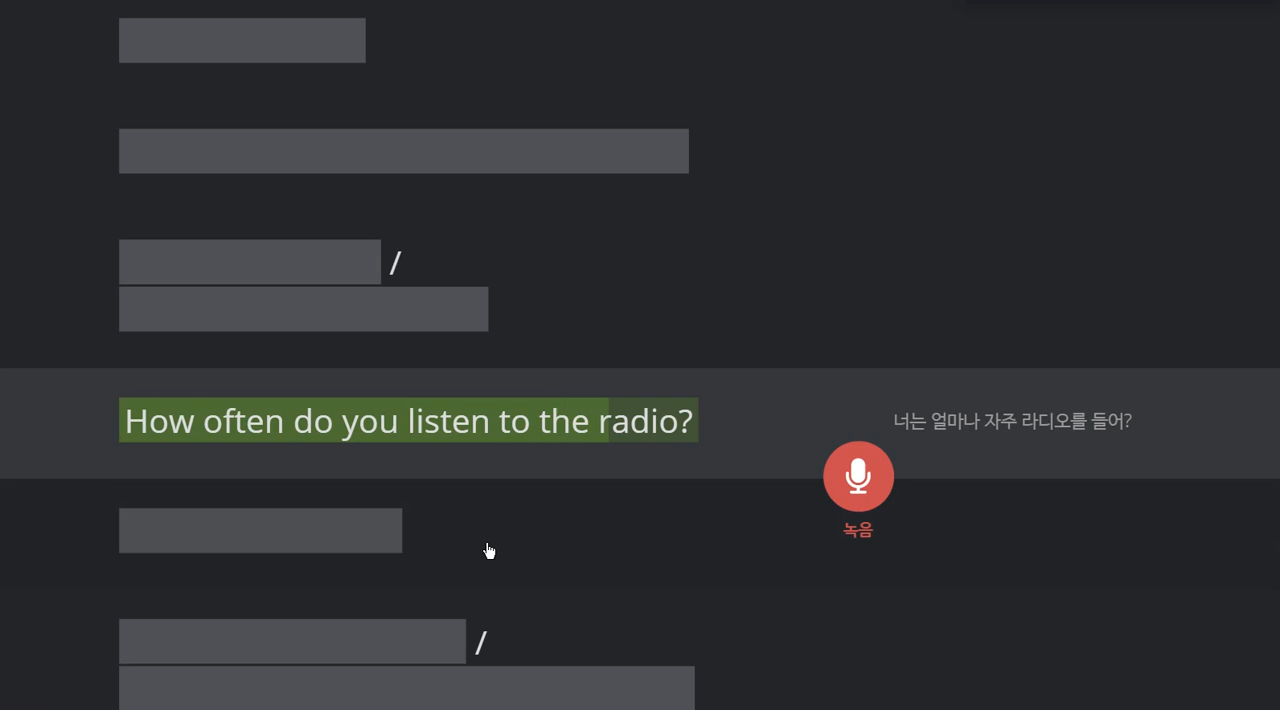 /
How often do you listen to the radio?
너는 얼마나 자주 라디오를 들어?
녹음
/